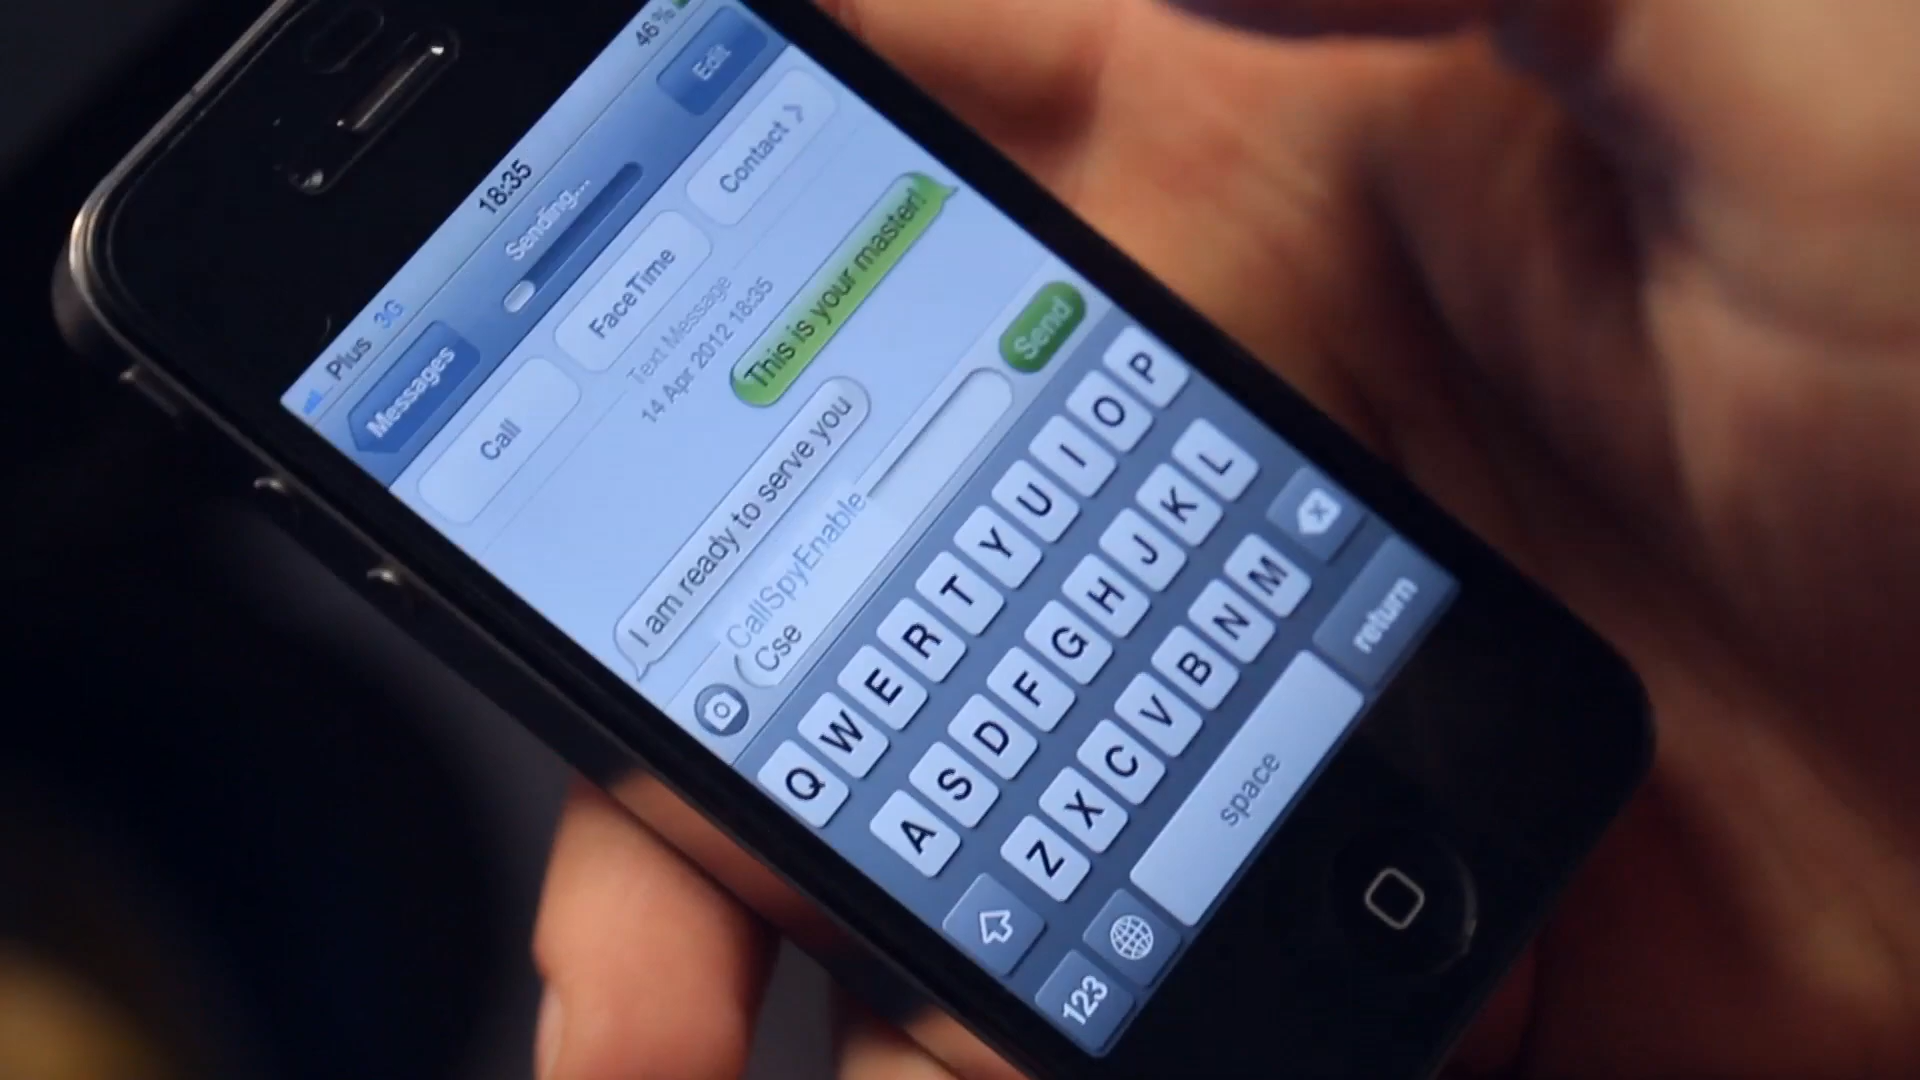 Plus 3G 18:35 46%
Messages Sending... Edit
Call FaceTime Contact
Text Message
14 Apr 2012 18:35
This is your master!
I am ready to serve you
CallSpyEnable
Cse Send
Q W E R T Y U I O P
A S D F G H J K L
Z X C V B N M
123 space return